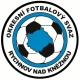 OKRESNÍ FOTBALOVÝ SVAZ
RYCHNOV NAD KNĚŽNOU